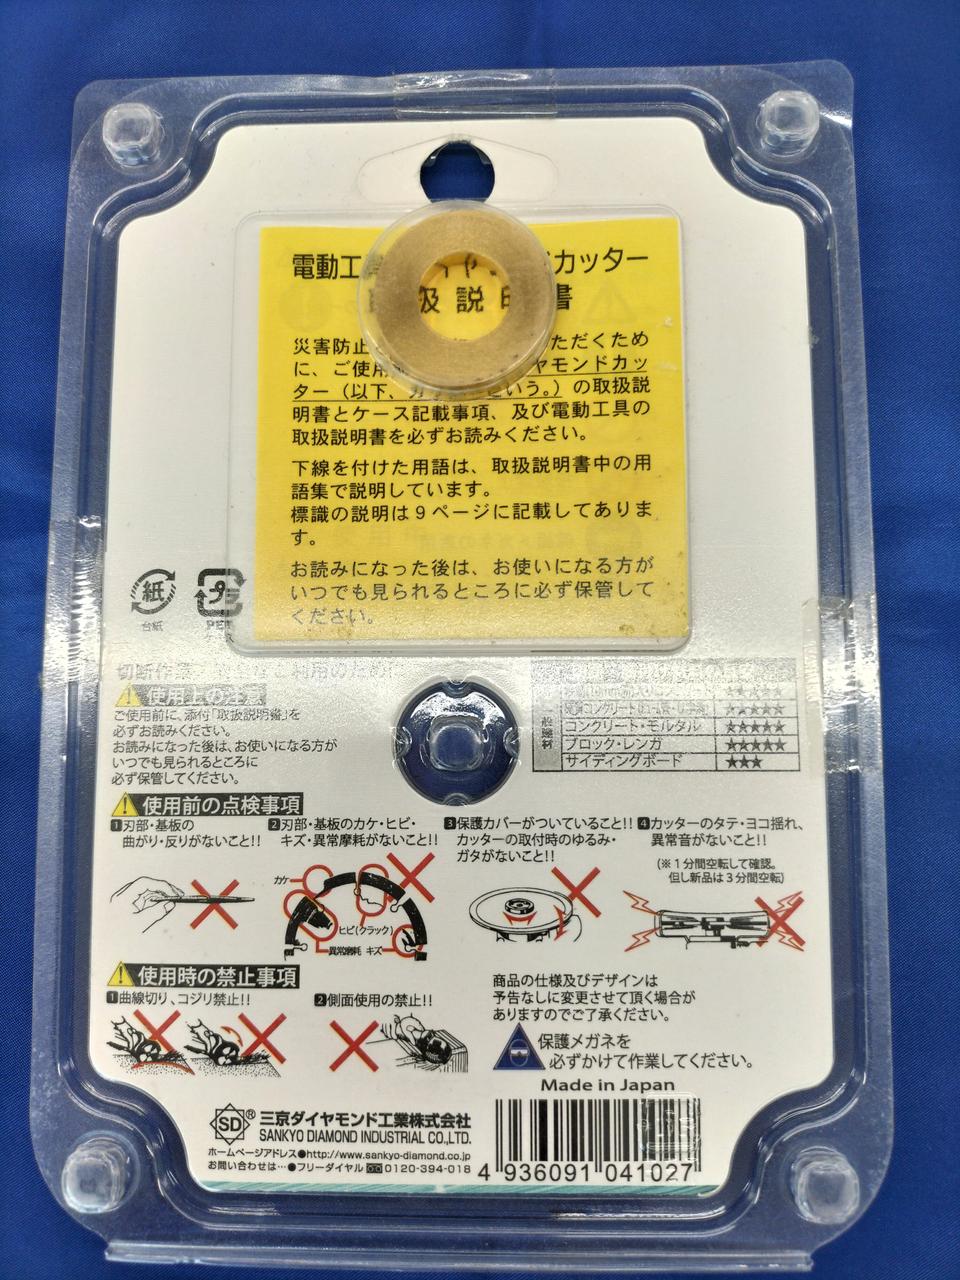 電動工 カッター
扱説 書
災害防止 ただくため
に、ご使用 ヤモンドカッ
ター（以下、カ という。）の取扱説
明書とケース記載事項、及び電動工具の
取扱説明書を必ずお読みください。
下線を付けた用語は、取扱説明書中の用
語集で説明しています。
標識の説明は9ページに記載してありま
す。
お読みになった後は、お使いになる方が
いつでも見られるところに必ず保管して
ください。
紙
台紙
プラ
切断作業 利用のため
使用上の注意
ご使用前に、添付「取扱説明書」を
必ずお読みください。
お読みになった後は、お使いになる方が
いつでも見られるところに
必ず保管してください。
★★★★★
★★★★★
コンクリート・モルタル ★★★★★
ブロック・レンガ ★★★★★
サイディングボード ★★★
使用前の点検事項
1 刃部・基板の
曲がり・反りがないこと!!
2 刃部・基板のカケ・ヒビ・
キズ・異常摩耗がないこと!!
カケ
ヒビ(クラック)
異常摩耗 キズ
3 保護カバーがついていること!!
カッターの取付時のゆるみ・
ガタがないこと!!
4 カッターのタテ・ヨコ揺れ、
異常音がないこと!!
(※1分間空転して確認。
但し新品は3分間空転)
使用時の禁止事項
1 曲線切り、コジリ禁止!!
2 側面使用の禁止!!
商品の仕様及びデザインは
予告なしに変更させて頂く場合が
ありますのでご了承ください。
保護メガネを
必ずかけて作業してください。
Made in Japan
SD® 三京ダイヤモンド工業株式会社
SANKYO DIAMOND INDUSTRIAL CO.,LTD.
ホームページアドレス●http://www.sankyo-diamond.co.jp
お問い合わせは…●フリーダイヤル 0120-394-018
4 936091 041027